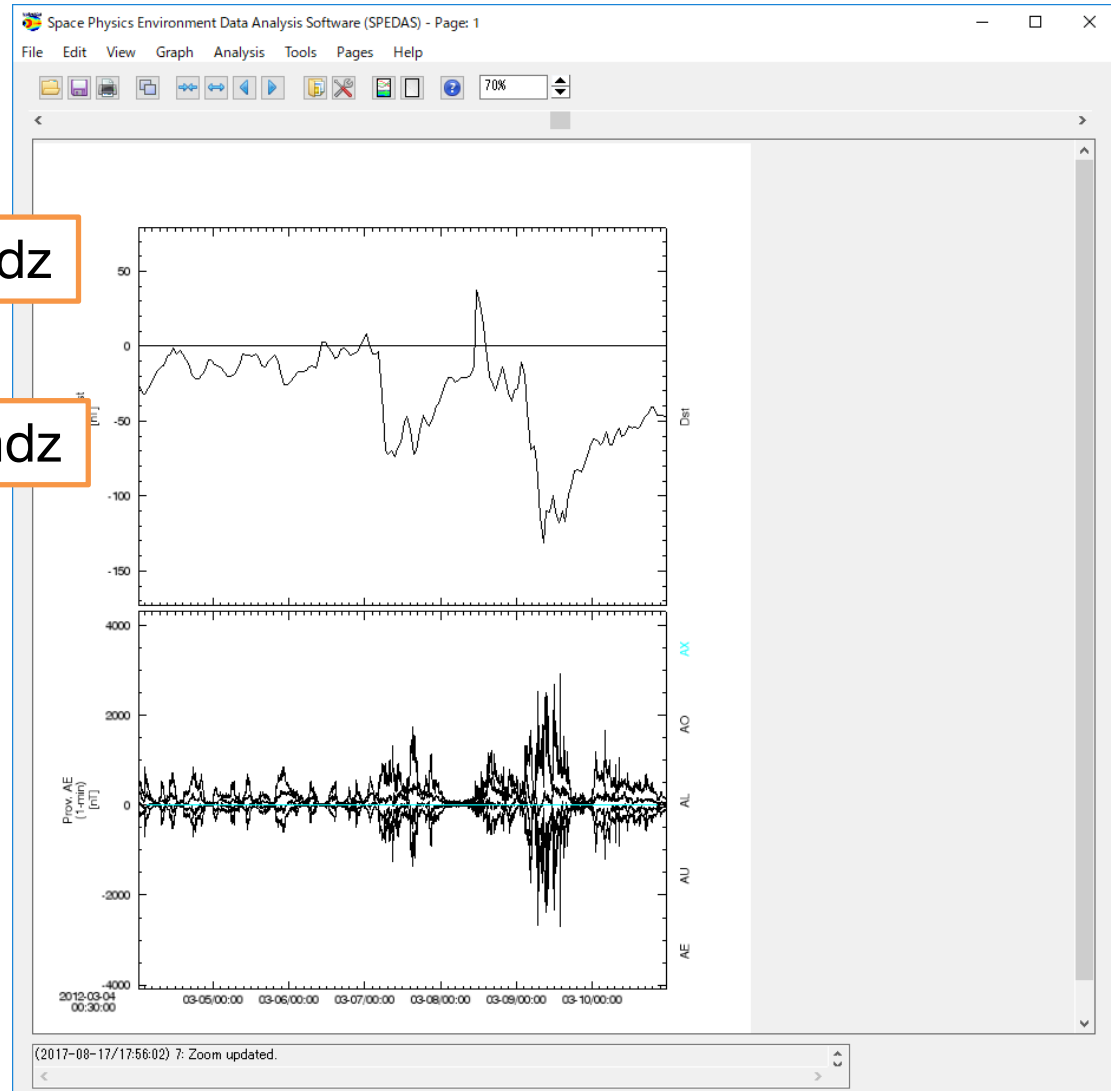 Space Physics Environment Data Analysis Software (SPEDAS) - Page: 1
File Edit View Graph Analysis Tools Pages Help
70%
dz
dz
50
0
-50
-100
-150
[nT]
Dst
4000
2000
0
-2000
-4000
Prov. AE
(1-min)
[nT]
AX
AO
AL
AU
AE
2012-03-04
00:30:00
03-05/00:00 03-06/00:00 03-07/00:00 03-08/00:00 03-09/00:00 03-10/00:00
(2017-08-17/17:56:02) 7: Zoom updated.